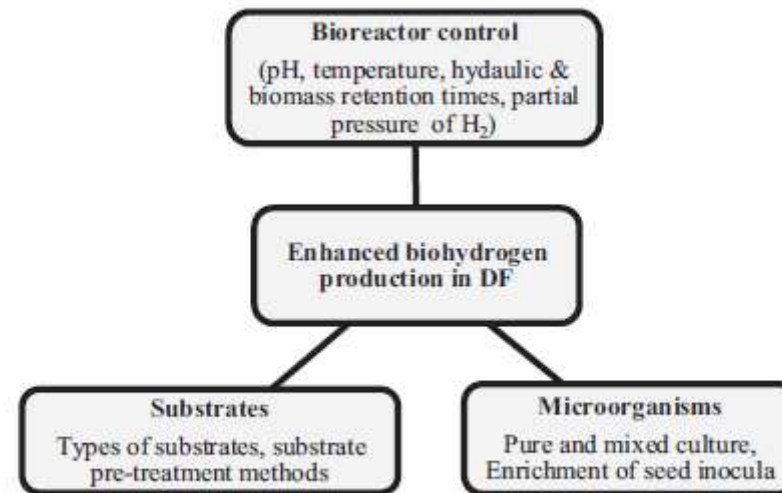 Bioreactor control
(pH, temperature, hydaulic &
biomass retention times, partial
pressure of H₂)
Enhanced biohydrogen
production in DF
Substrates
Types of substrates, substrate
pre-treatment methods
Microorganisms
Pure and mixed culture,
Enrichment of seed inocula